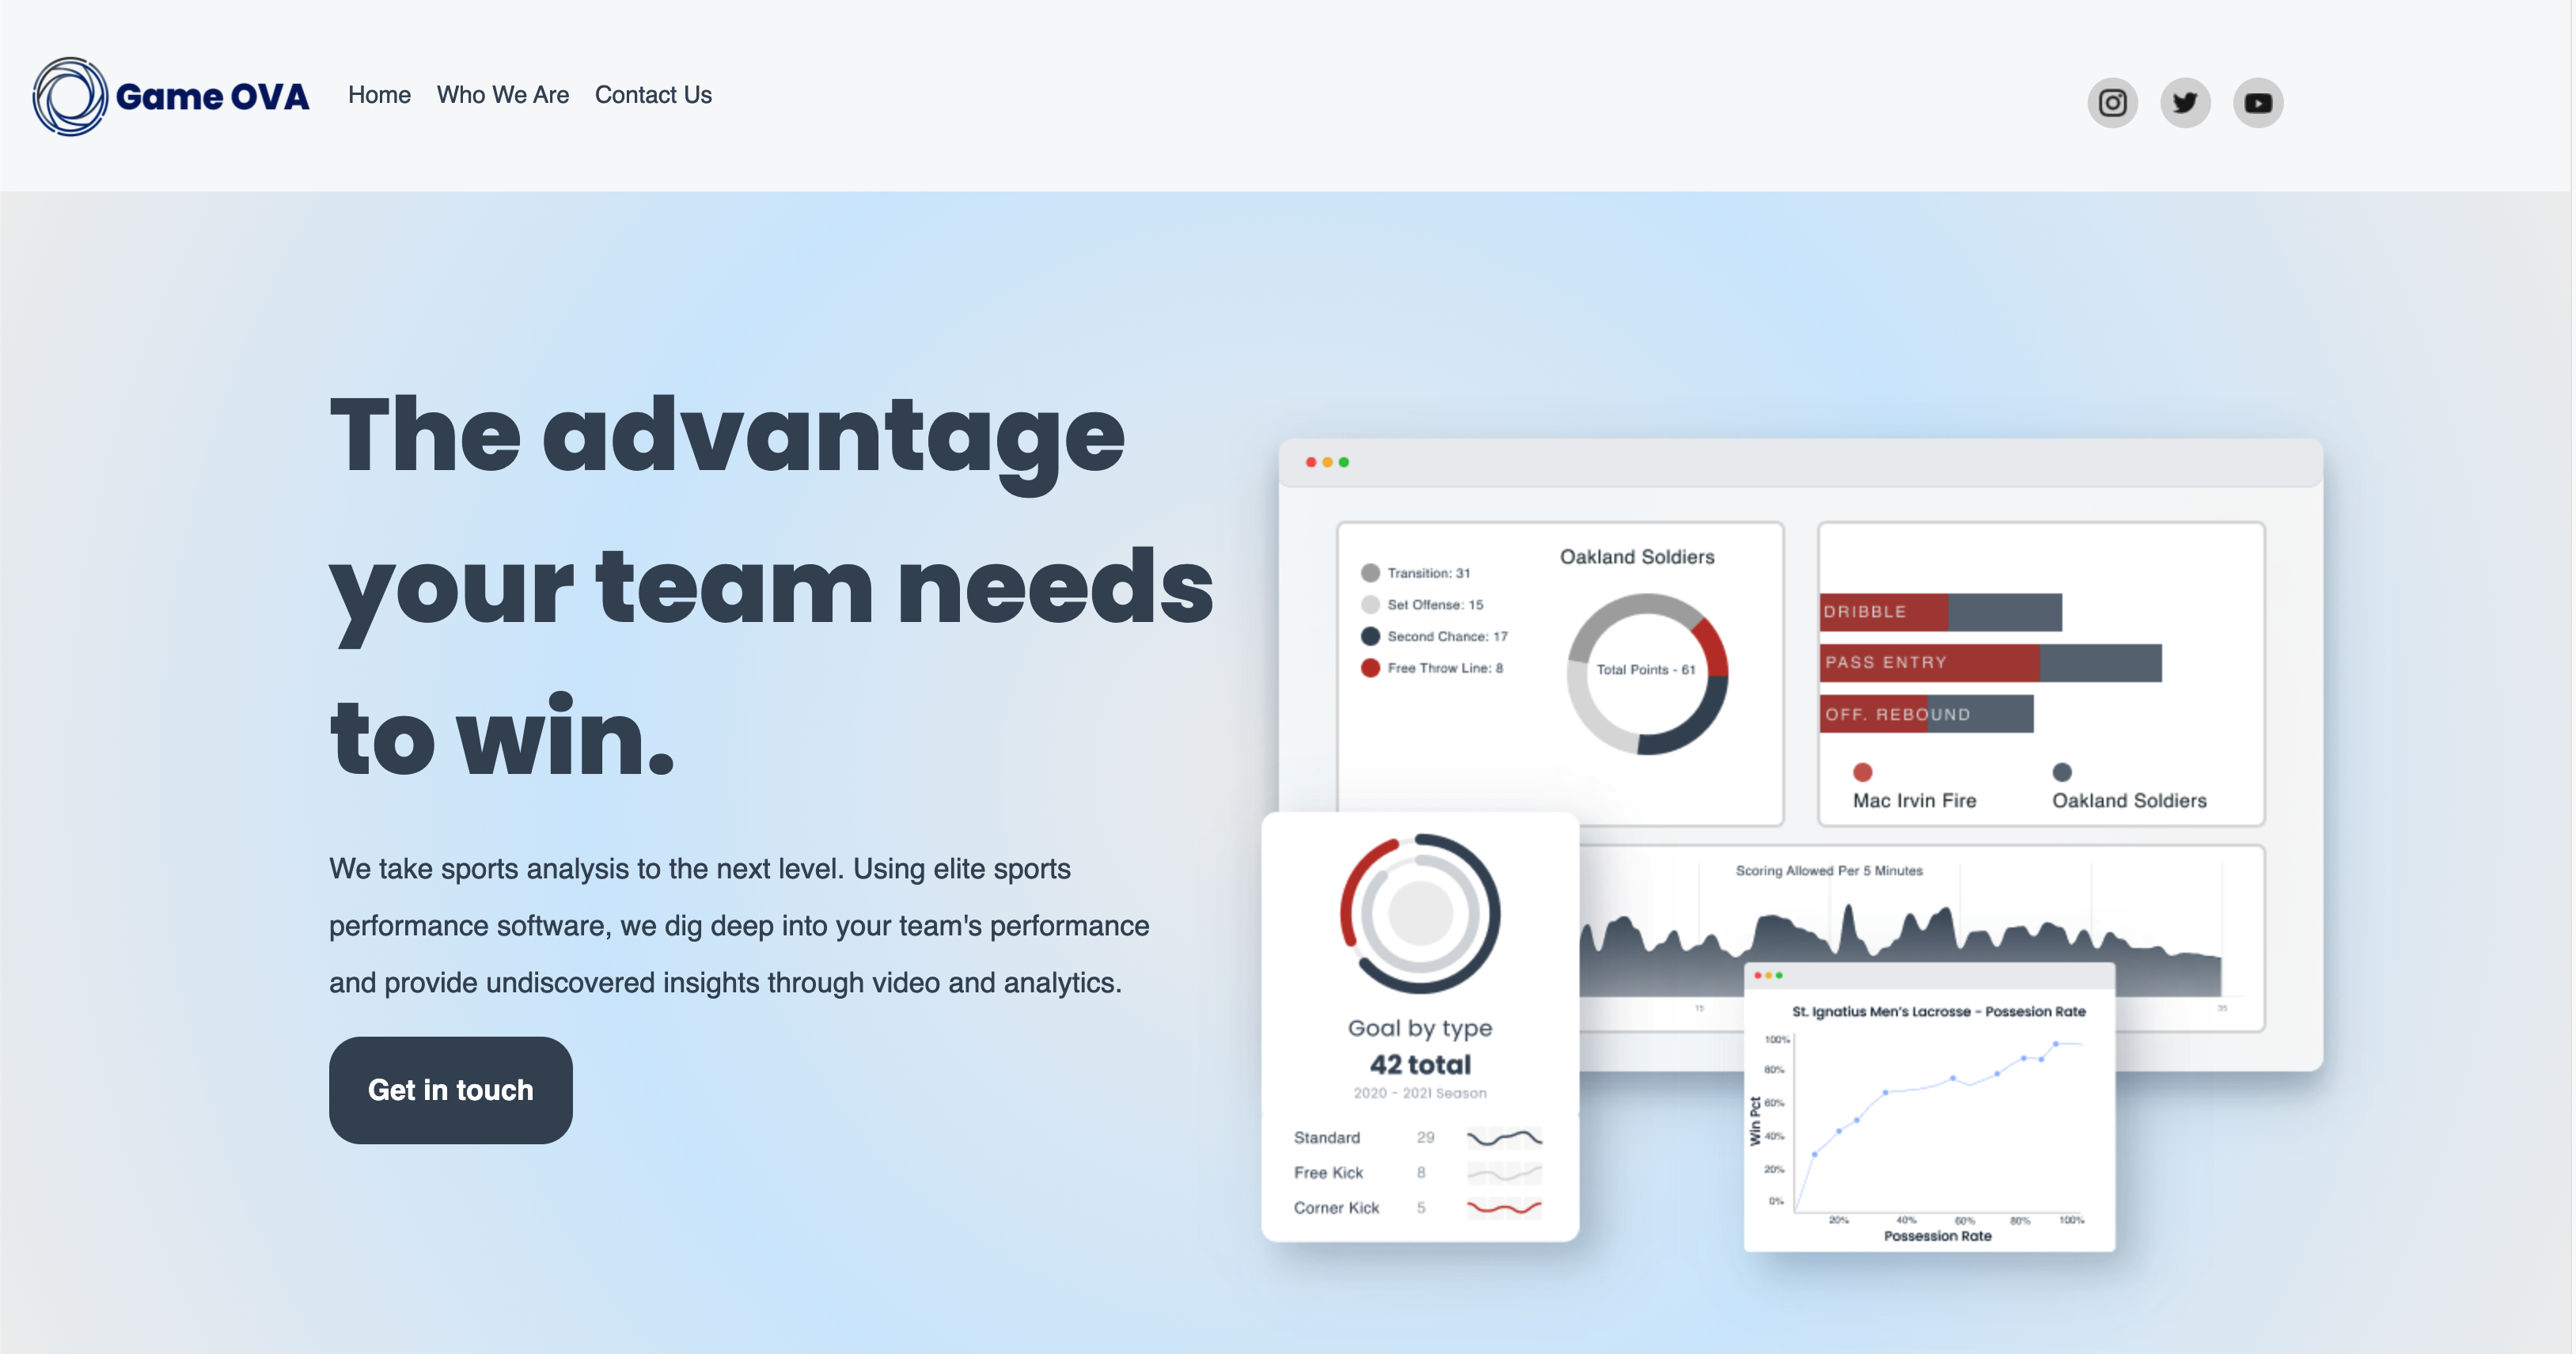 Game OVA
Home
Who We Are
Contact Us
The advantage
your team needs
to win.
We take sports analysis to the next level. Using elite sports
performance software, we dig deep into your team's performance
and provide undiscovered insights through video and analytics.
Get in touch
Oakland Soldiers
Transition: 31
Set Offense: 15
Second Chance: 17
Free Throw Line: 8
Total Points - 61
DRIBBLE
PASS ENTRY
OFF. REBOUND
Mac Irvin Fire
Oakland Soldiers
Scoring Allowed Per 5 Minutes
15
35
Goal by type
42 total
2020 - 2021 Season
Standard 29
Free Kick 8
Corner Kick 5
St. Ignatius Men's Lacrosse - Possesion Rate
100%
80%
60%
40%
20%
0%
Win Pct
20% 40% 60% 80% 100%
Possession Rate